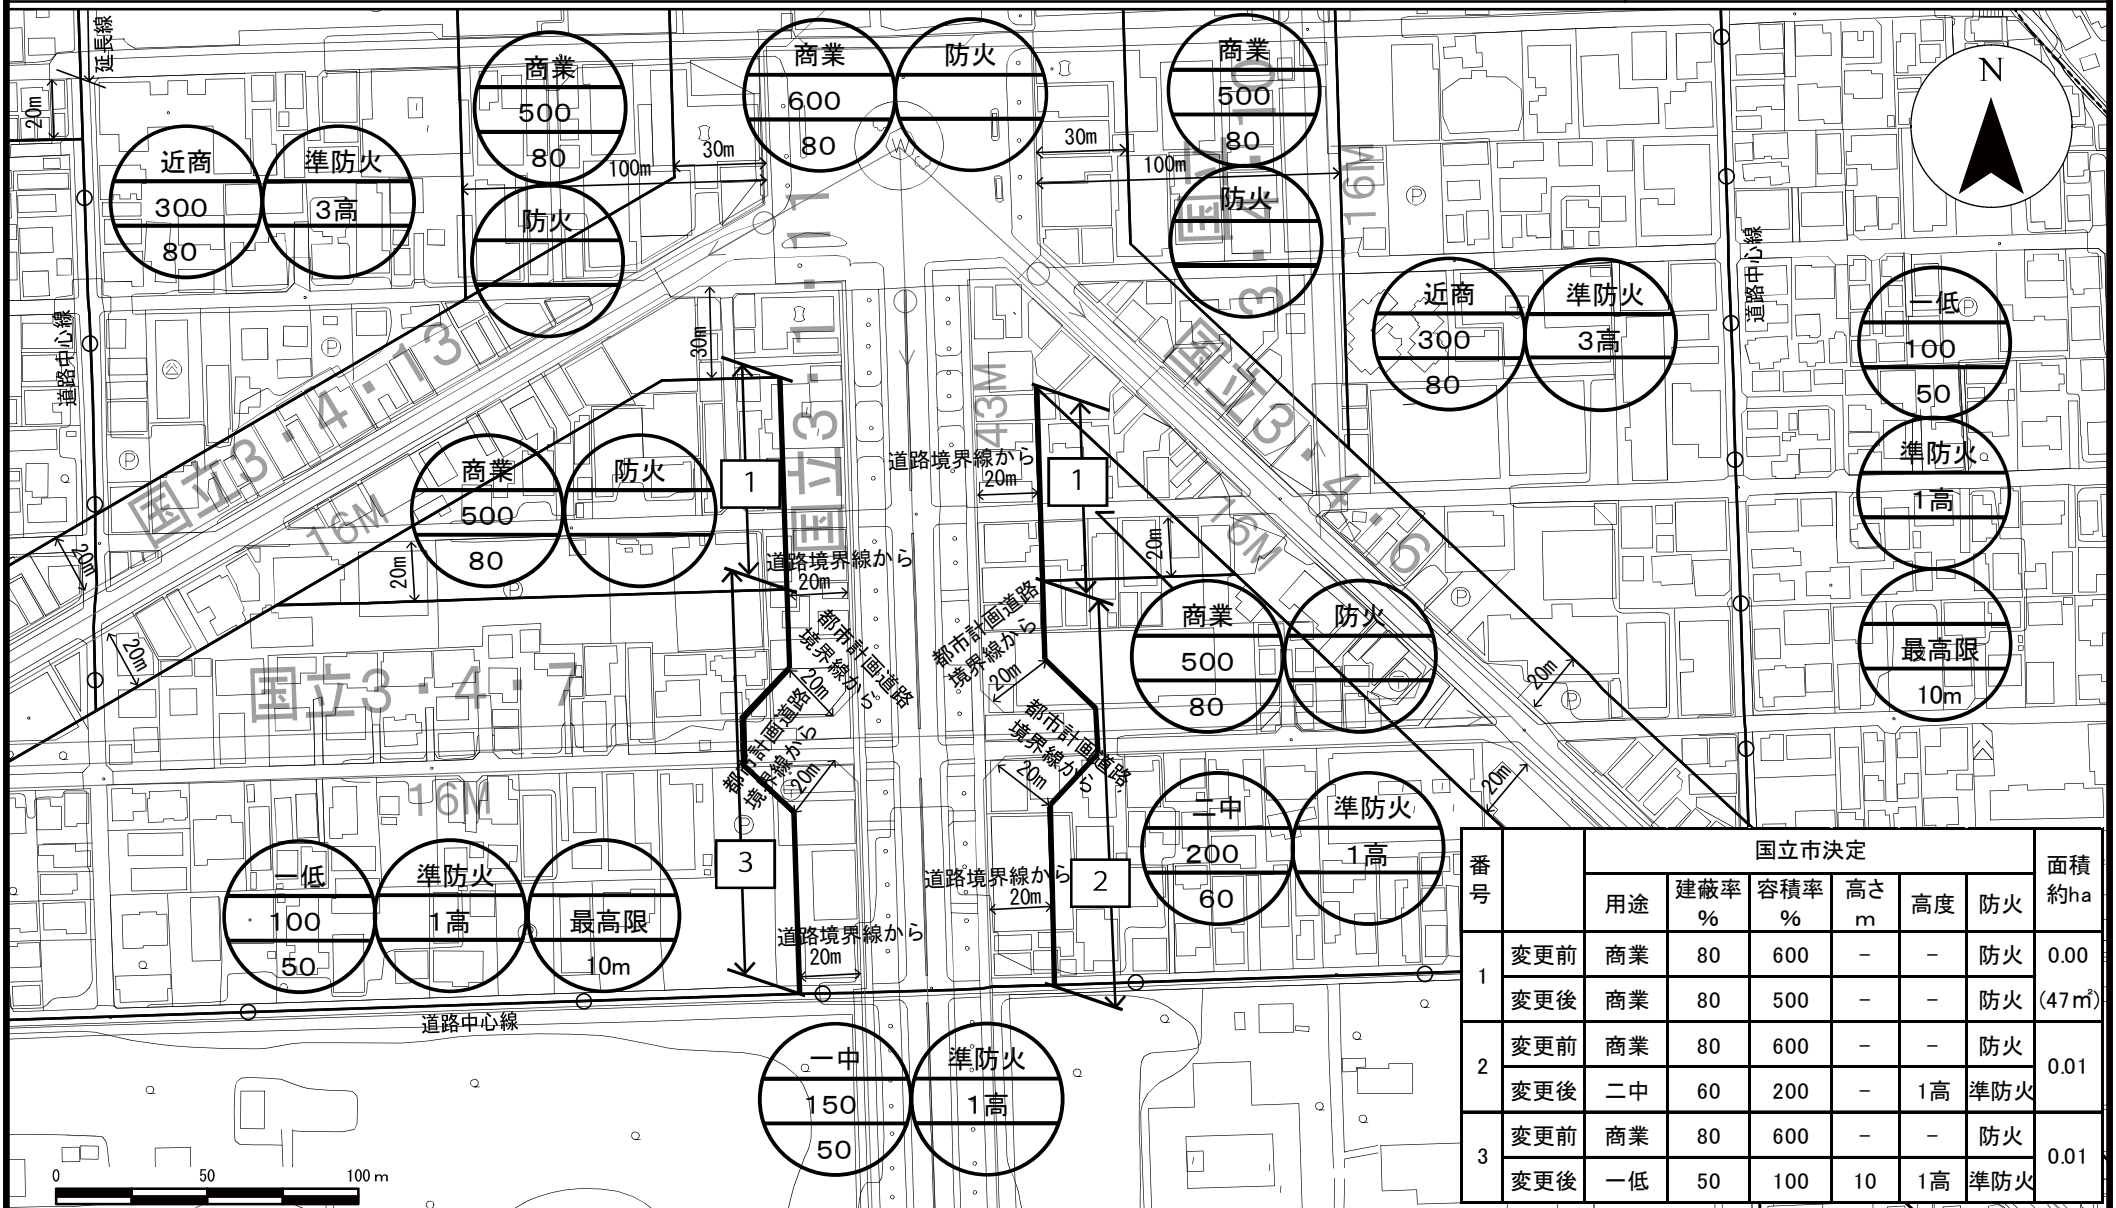 延長線
20m
商業
500
80
防火
商業
600
80
防火
商業
500
80
防火
N
近商
300
80
準防火
3高
30m
100m
30m
100m
国立3・4・10
16M
国立3・1・11
43M
国立3・4・13
16M
国立3・4・6
16M
国立3・4・7
16M
道路中心線
道路中心線
近商
300
80
準防火
3高
一低
100
50
準防火
1高
最高限
10m
30m
商業
500
80
防火
1
1
道路境界線から
20m
道路境界線から
20m
20m
20m
20m
20m
都市計画道路
境界線から
20m
都市計画道路
境界線から
20m
都市計画道路
境界線から
20m
都市計画道路
境界線から
20m
商業
500
80
防火
20m
20m
二中
200
60
準防火
1高
3
2
道路境界線から
20m
道路境界線から
20m
一低
100
50
準防火
1高
最高限
10m
道路中心線
一中
150
50
準防火
1高
0 50 100 m
番号 国立市決定 面積約ha
用途 建蔽率% 容積率% 高さm 高度 防火
1 変更前 商業 80 600 - - 防火 0.00
変更後 商業 80 500 - - 防火 (47㎡)
2 変更前 商業 80 600 - - 防火 0.01
変更後 二中 60 200 - 1高 準防火
3 変更前 商業 80 600 - - 防火 0.01
変更後 一低 50 100 10 1高 準防火